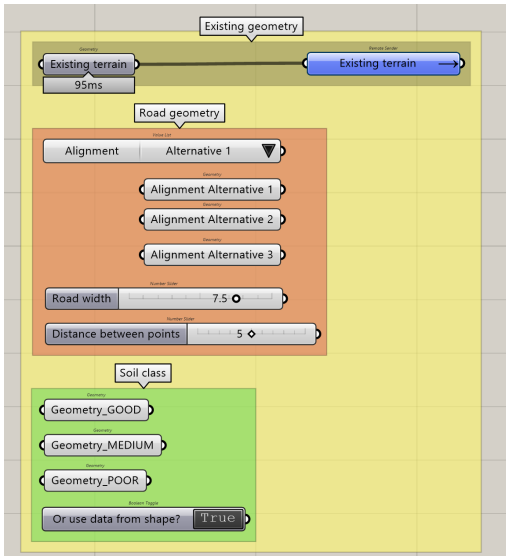 Existing geometry
Geometry
Remote Sender
Existing terrain
Existing terrain
95ms
Road geometry
Value List
Alignment
Alternative 1
Geometry
Alignment Alternative 1
Geometry
Alignment Alternative 2
Geometry
Alignment Alternative 3
Number Slider
Road width
7.5
Number Slider
Distance between points
5
Soil class
Geometry
Geometry_GOOD
Geometry
Geometry_MEDIUM
Geometry
Geometry_POOR
Boolean Toggle
Or use data from shape?
True